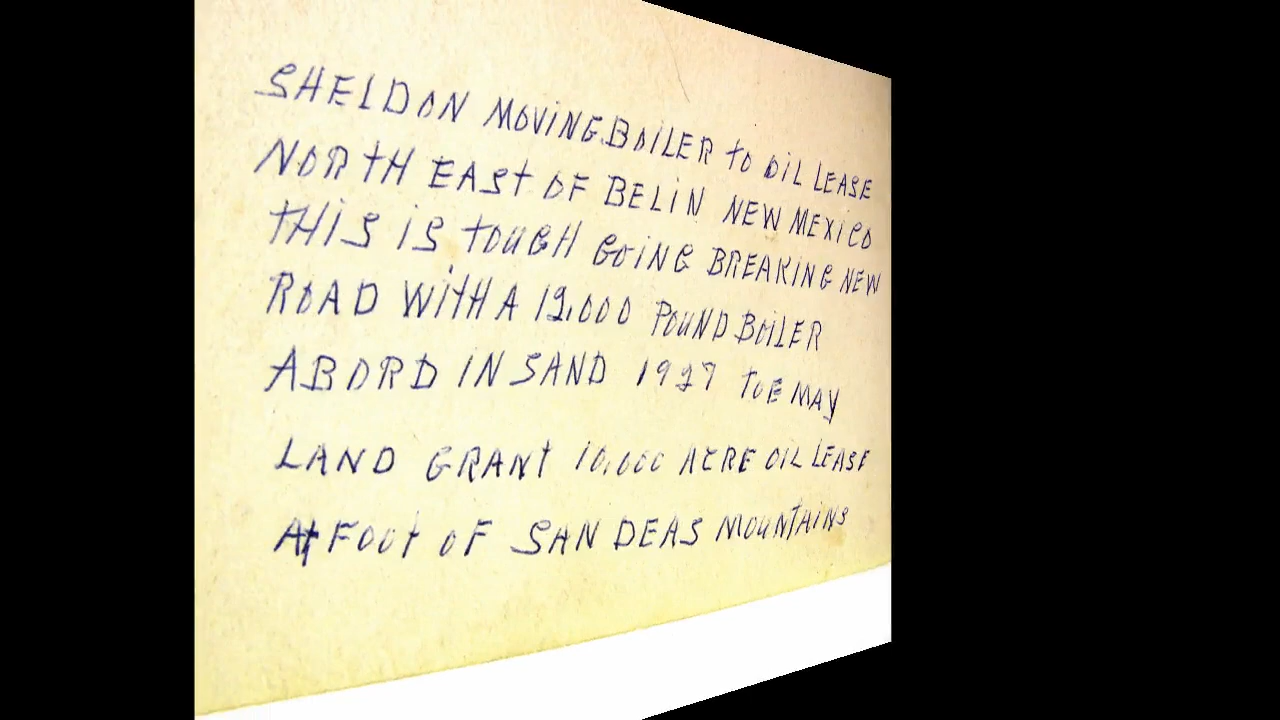 SHELDON MOVING BOILER to OIL LEASE
NORTH EAST OF BELIN NEW MEXICO
THIS IS TOUGH GOING BREAKING NEW
ROAD WITH A 12,000 POUND BOILER
ABORD IN SAND 1927 TOE MAY
LAND GRANT 10,000 ACRE OIL LEASE
At FOOT OF SAN DEAS MOUNTAINS